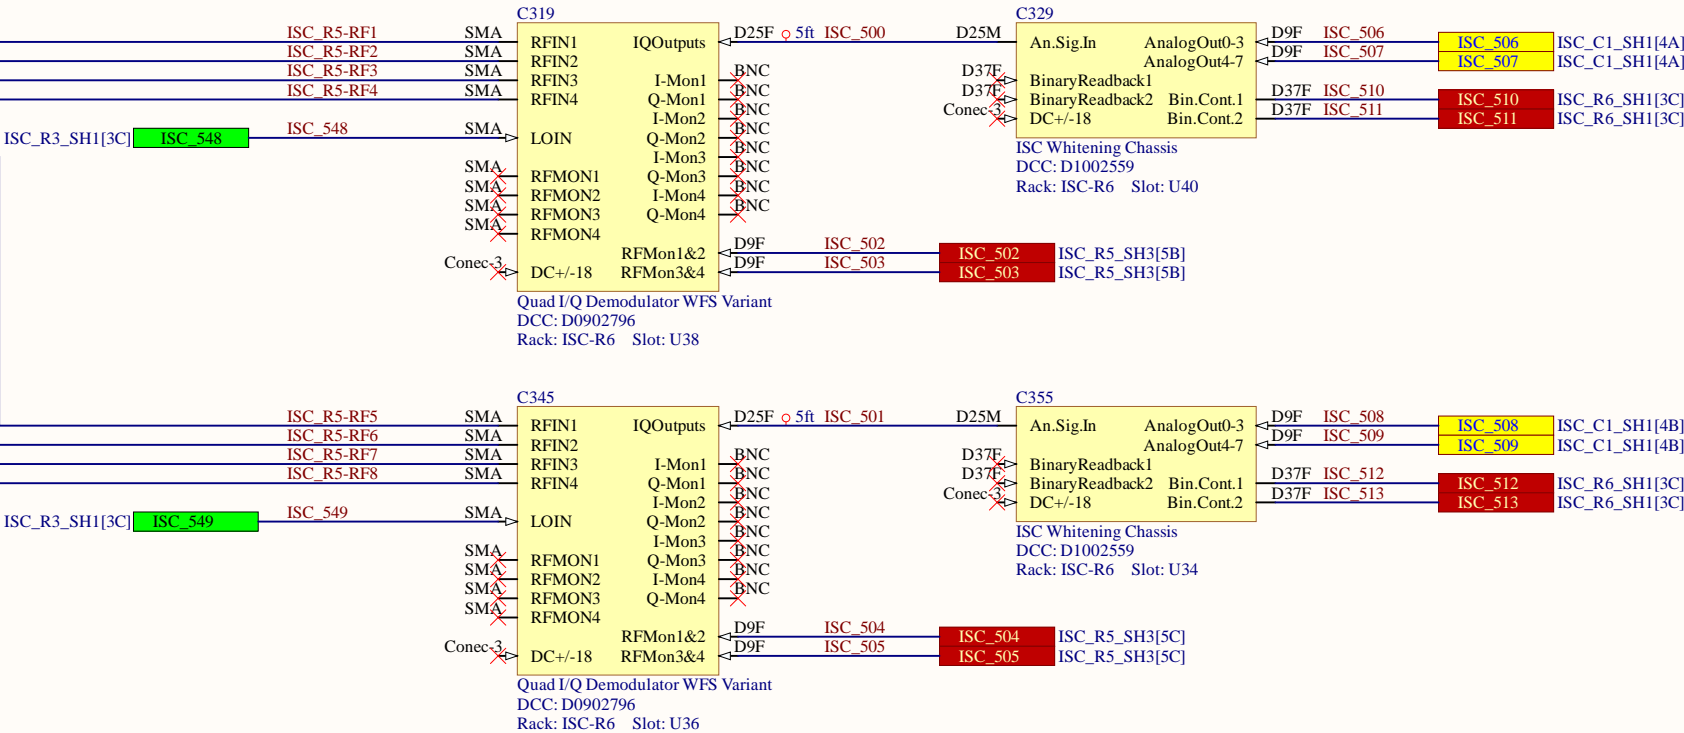 C319
C329
ISC_R5-RF1 SMA RFIN1 IQOutputs D25F 5ft ISC_500 D25M An.Sig.In AnalogOut0-3 D9F ISC_506 ISC_506 ISC_C1_SH1[4A]
ISC_R5-RF2 SMA RFIN2 AnalogOut4-7 D9F ISC_507 ISC_507 ISC_C1_SH1[4A]
ISC_R5-RF3 SMA RFIN3 I-Mon1 BNC D37F BinaryReadback1
ISC_R5-RF4 SMA RFIN4 Q-Mon1 BNC D37F BinaryReadback2 Bin.Cont.1 D37F ISC_510 ISC_510 ISC_R6_SH1[3C]
I-Mon2 BNC Conec-3 DC+/-18 Bin.Cont.2 D37F ISC_511 ISC_511 ISC_R6_SH1[3C]
ISC_R3_SH1[3C] ISC_548 ISC_548 SMA LOIN Q-Mon2 BNC
I-Mon3 BNC
SMA RFMON1 Q-Mon3 BNC
SMA RFMON2 I-Mon4 BNC
SMA RFMON3 Q-Mon4 BNC
SMA RFMON4
ISC Whitening Chassis
DCC: D1002559
Rack: ISC-R6 Slot: U40
RFMon1&2 D9F ISC_502 ISC_502 ISC_R5_SH3[5B]
Conec-3 DC+/-18 RFMon3&4 D9F ISC_503 ISC_503 ISC_R5_SH3[5B]
Quad I/Q Demodulator WFS Variant
DCC: D0902796
Rack: ISC-R6 Slot: U38
C345
C355
ISC_R5-RF5 SMA RFIN1 IQOutputs D25F 5ft ISC_501 D25M An.Sig.In AnalogOut0-3 D9F ISC_508 ISC_508 ISC_C1_SH1[4B]
ISC_R5-RF6 SMA RFIN2 AnalogOut4-7 D9F ISC_509 ISC_509 ISC_C1_SH1[4B]
ISC_R5-RF7 SMA RFIN3 I-Mon1 BNC D37F BinaryReadback1
ISC_R5-RF8 SMA RFIN4 Q-Mon1 BNC D37F BinaryReadback2 Bin.Cont.1 D37F ISC_512 ISC_512 ISC_R6_SH1[3C]
I-Mon2 BNC Conec-3 DC+/-18 Bin.Cont.2 D37F ISC_513 ISC_513 ISC_R6_SH1[3C]
ISC_R3_SH1[3C] ISC_549 ISC_549 SMA LOIN Q-Mon2 BNC
I-Mon3 BNC
SMA RFMON1 Q-Mon3 BNC
SMA RFMON2 I-Mon4 BNC
SMA RFMON3 Q-Mon4 BNC
SMA RFMON4
ISC Whitening Chassis
DCC: D1002559
Rack: ISC-R6 Slot: U34
RFMon1&2 D9F ISC_504 ISC_504 ISC_R5_SH3[5C]
Conec-3 DC+/-18 RFMon3&4 D9F ISC_505 ISC_505 ISC_R5_SH3[5C]
Quad I/Q Demodulator WFS Variant
DCC: D0902796
Rack: ISC-R6 Slot: U36